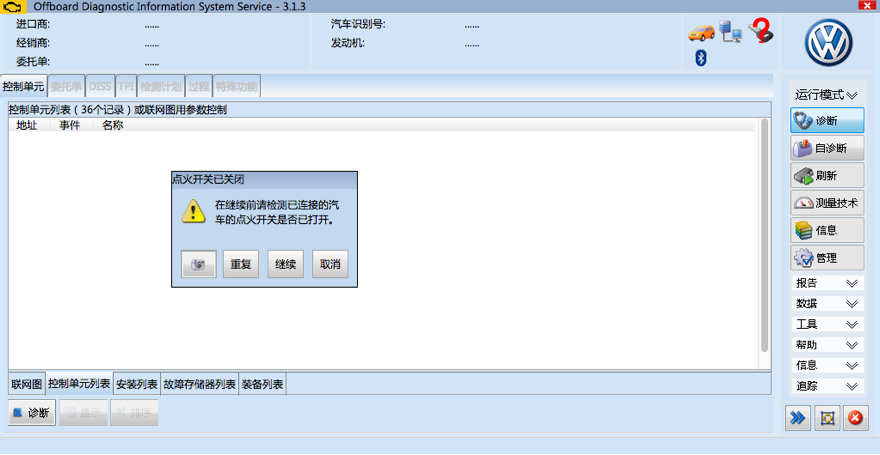 Offboard Diagnostic Information System Service - 3.1.3
进口商: ......
经销商: ......
委托单: ......
汽车识别号: ......
发动机: ......
控制单元 委托单 DISS TPI 检测计划 过程 特殊功能
控制单元列表（36个记录）或联网图用参数控制
地址 事件 名称
点火开关已关闭
在继续前请检测已连接的汽
车的点火开关是否已打开。
重复 继续 取消
联网图 控制单元列表 安装列表 故障存储器列表 装备列表
诊断 显示 排序
运行模式
诊断
自诊断
刷新
测量技术
信息
管理
报告
数据
工具
帮助
信息
追踪